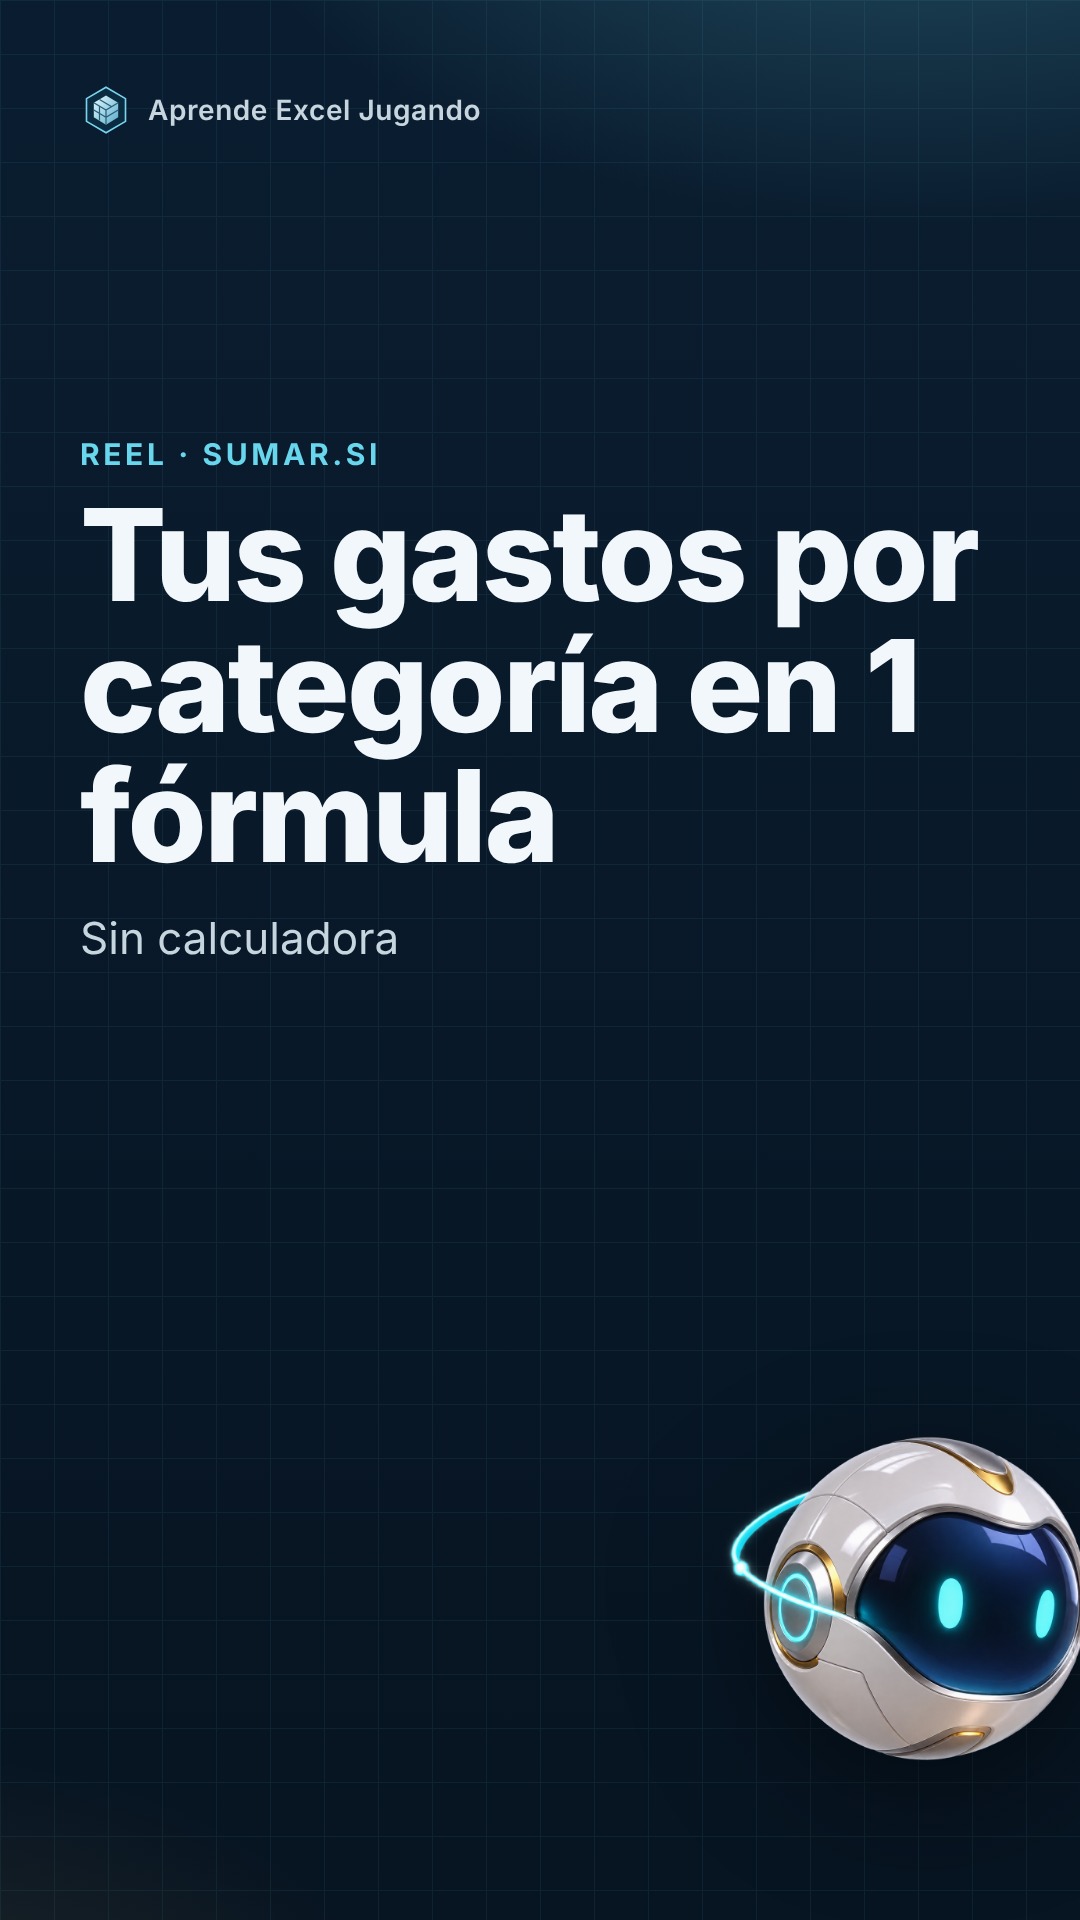 Aprende Excel Jugando
REEL · SUMAR.SI
Tus gastos por
categoría en 1
fórmula
Sin calculadora